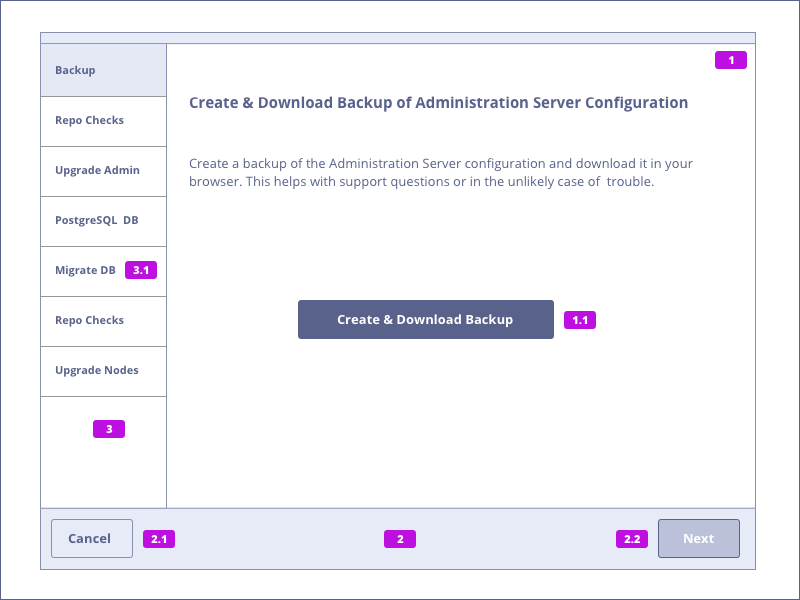 Backup
Repo Checks
Upgrade Admin
PostgreSQL DB
Migrate DB 3.1
Repo Checks
Upgrade Nodes
3
1
Create & Download Backup of Administration Server Configuration
Create a backup of the Administration Server configuration and download it in your
browser. This helps with support questions or in the unlikely case of trouble.
Create & Download Backup 1.1
Cancel 2.1 2 2.2 Next